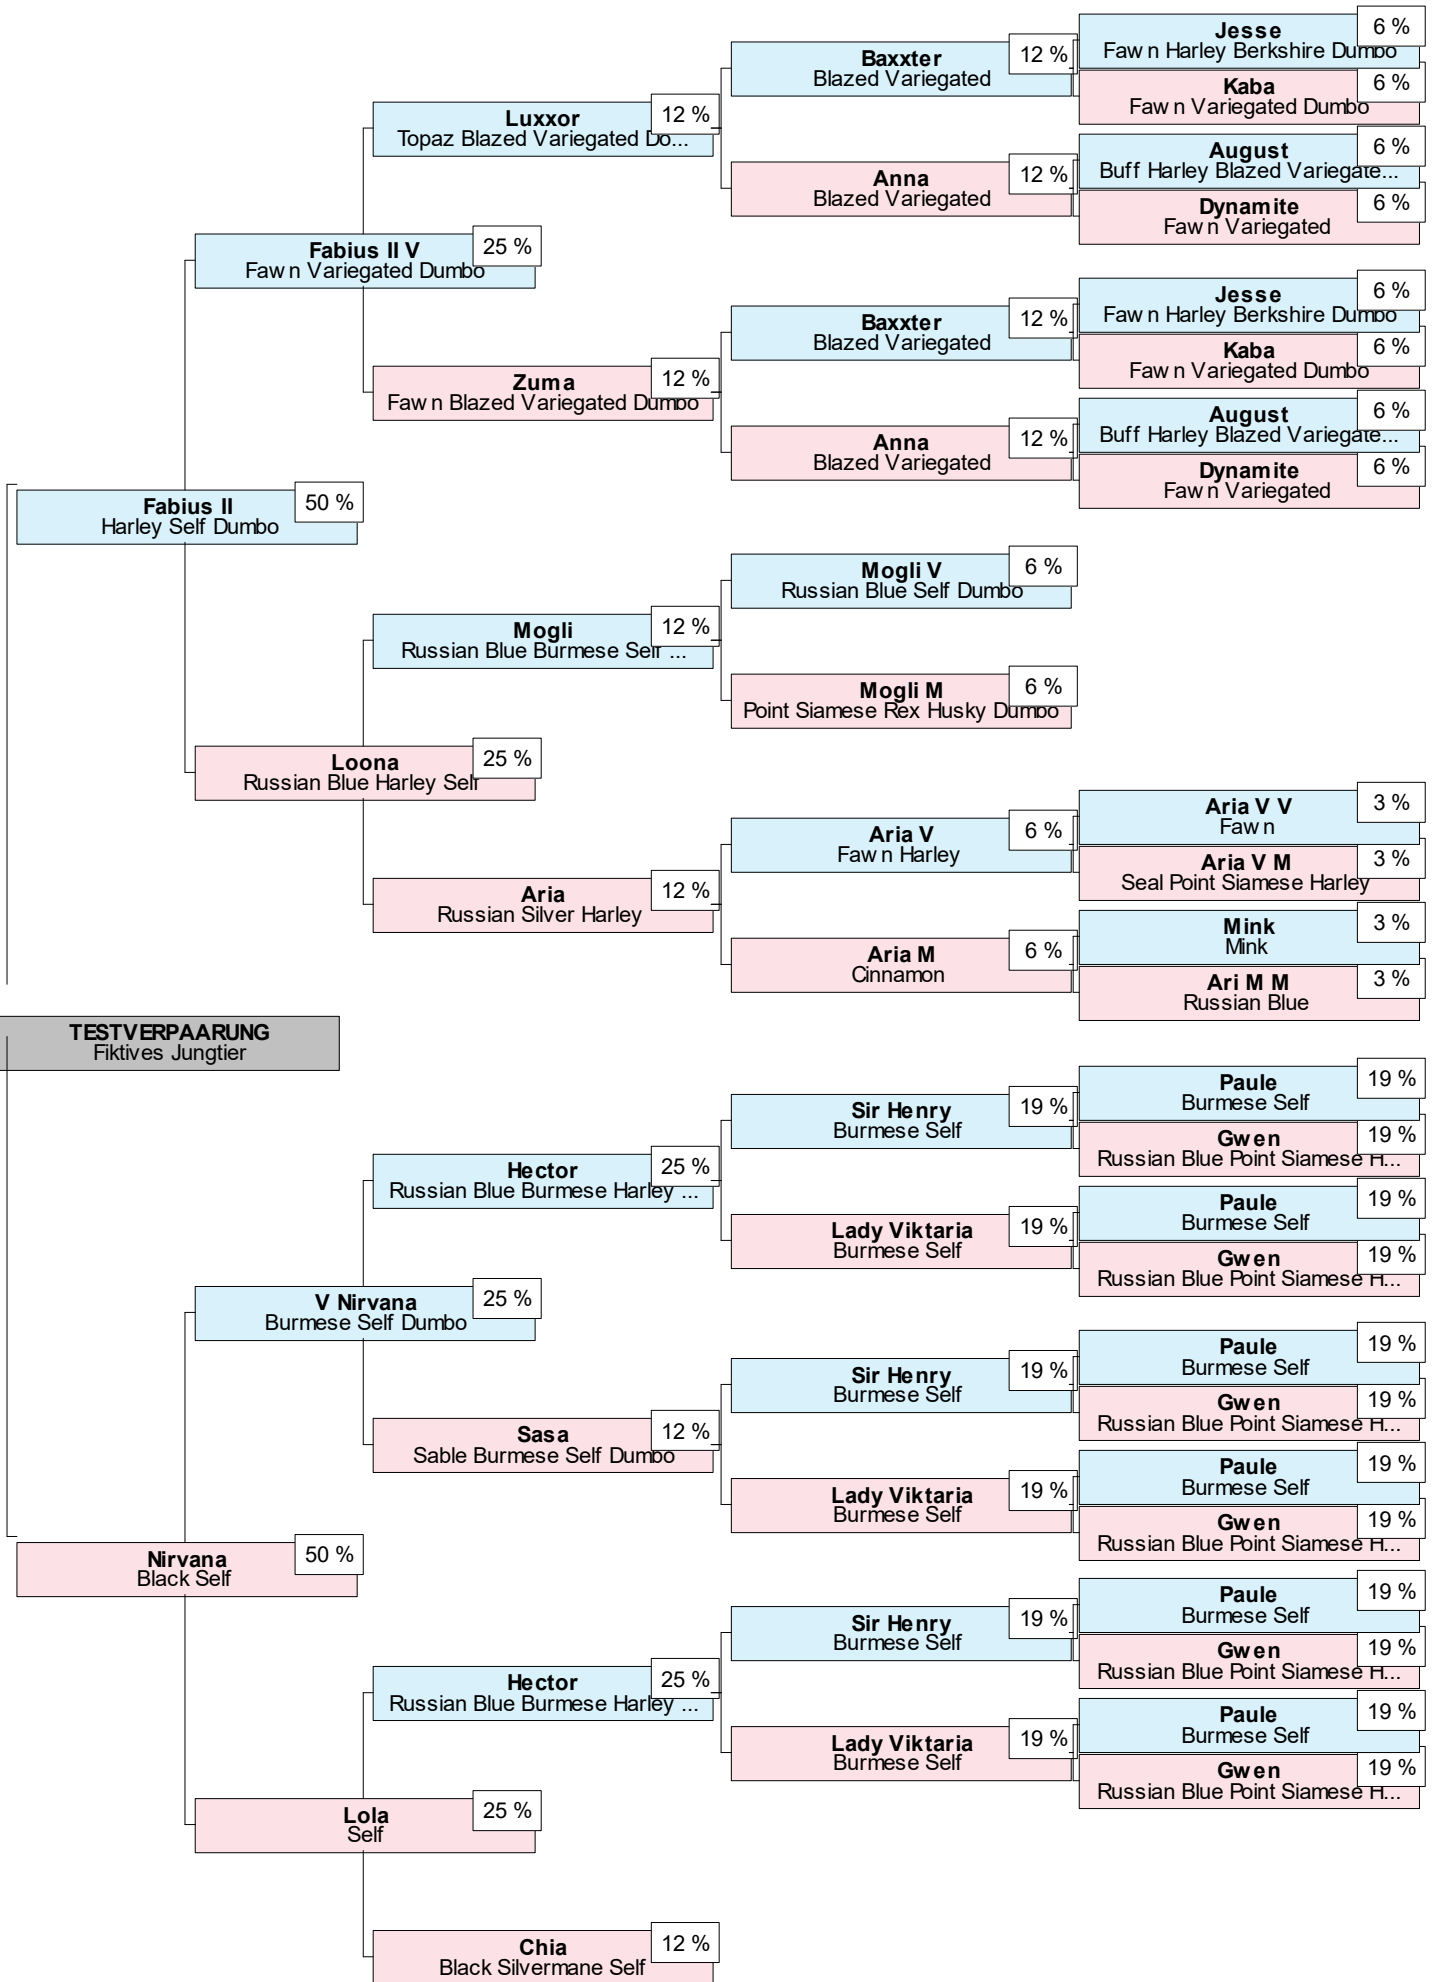 Jesse
Fawn Harley Berkshire Dumbo
6 %
Baxxter
Blazed Variegated
12 %
Kaba
Fawn Variegated Dumbo
6 %
Luxxor
Topaz Blazed Variegated Do...
12 %
August
Buff Harley Blazed Variegate...
6 %
Anna
Blazed Variegated
12 %
Dynamite
Fawn Variegated
6 %
Fabius II V
Fawn Variegated Dumbo
25 %
Jesse
Fawn Harley Berkshire Dumbo
6 %
Baxxter
Blazed Variegated
12 %
Kaba
Fawn Variegated Dumbo
6 %
Zuma
Fawn Blazed Variegated Dumbo
12 %
August
Buff Harley Blazed Variegate...
6 %
Anna
Blazed Variegated
12 %
Dynamite
Fawn Variegated
6 %
Fabius II
Harley Self Dumbo
50 %
Mogli V
Russian Blue Self Dumbo
6 %
Mogli
Russian Blue Burmese Self ...
12 %
Mogli M
Point Siamese Rex Husky Dumbo
6 %
Loona
Russian Blue Harley Self
25 %
Aria V V
Fawn
3 %
Aria V
Fawn Harley
6 %
Aria V M
Seal Point Siamese Harley
3 %
Aria
Russian Silver Harley
12 %
Mink
Mink
3 %
Aria M
Cinnamon
6 %
Ari M M
Russian Blue
3 %
TESTVERPAARUNG
Fiktives Jungtier
Paule
Burmese Self
19 %
Sir Henry
Burmese Self
19 %
Gwen
Russian Blue Point Siamese H...
19 %
Hector
Russian Blue Burmese Harley ...
25 %
Paule
Burmese Self
19 %
Lady Viktaria
Burmese Self
19 %
Gwen
Russian Blue Point Siamese H...
19 %
V Nirvana
Burmese Self Dumbo
25 %
Paule
Burmese Self
19 %
Sir Henry
Burmese Self
19 %
Gwen
Russian Blue Point Siamese H...
19 %
Sasa
Sable Burmese Self Dumbo
12 %
Paule
Burmese Self
19 %
Lady Viktaria
Burmese Self
19 %
Gwen
Russian Blue Point Siamese H...
19 %
Nirvana
Black Self
50 %
Paule
Burmese Self
19 %
Sir Henry
Burmese Self
19 %
Gwen
Russian Blue Point Siamese H...
19 %
Hector
Russian Blue Burmese Harley ...
25 %
Paule
Burmese Self
19 %
Lady Viktaria
Burmese Self
19 %
Gwen
Russian Blue Point Siamese H...
19 %
Lola
Self
25 %
Chia
Black Silvermane Self
12 %